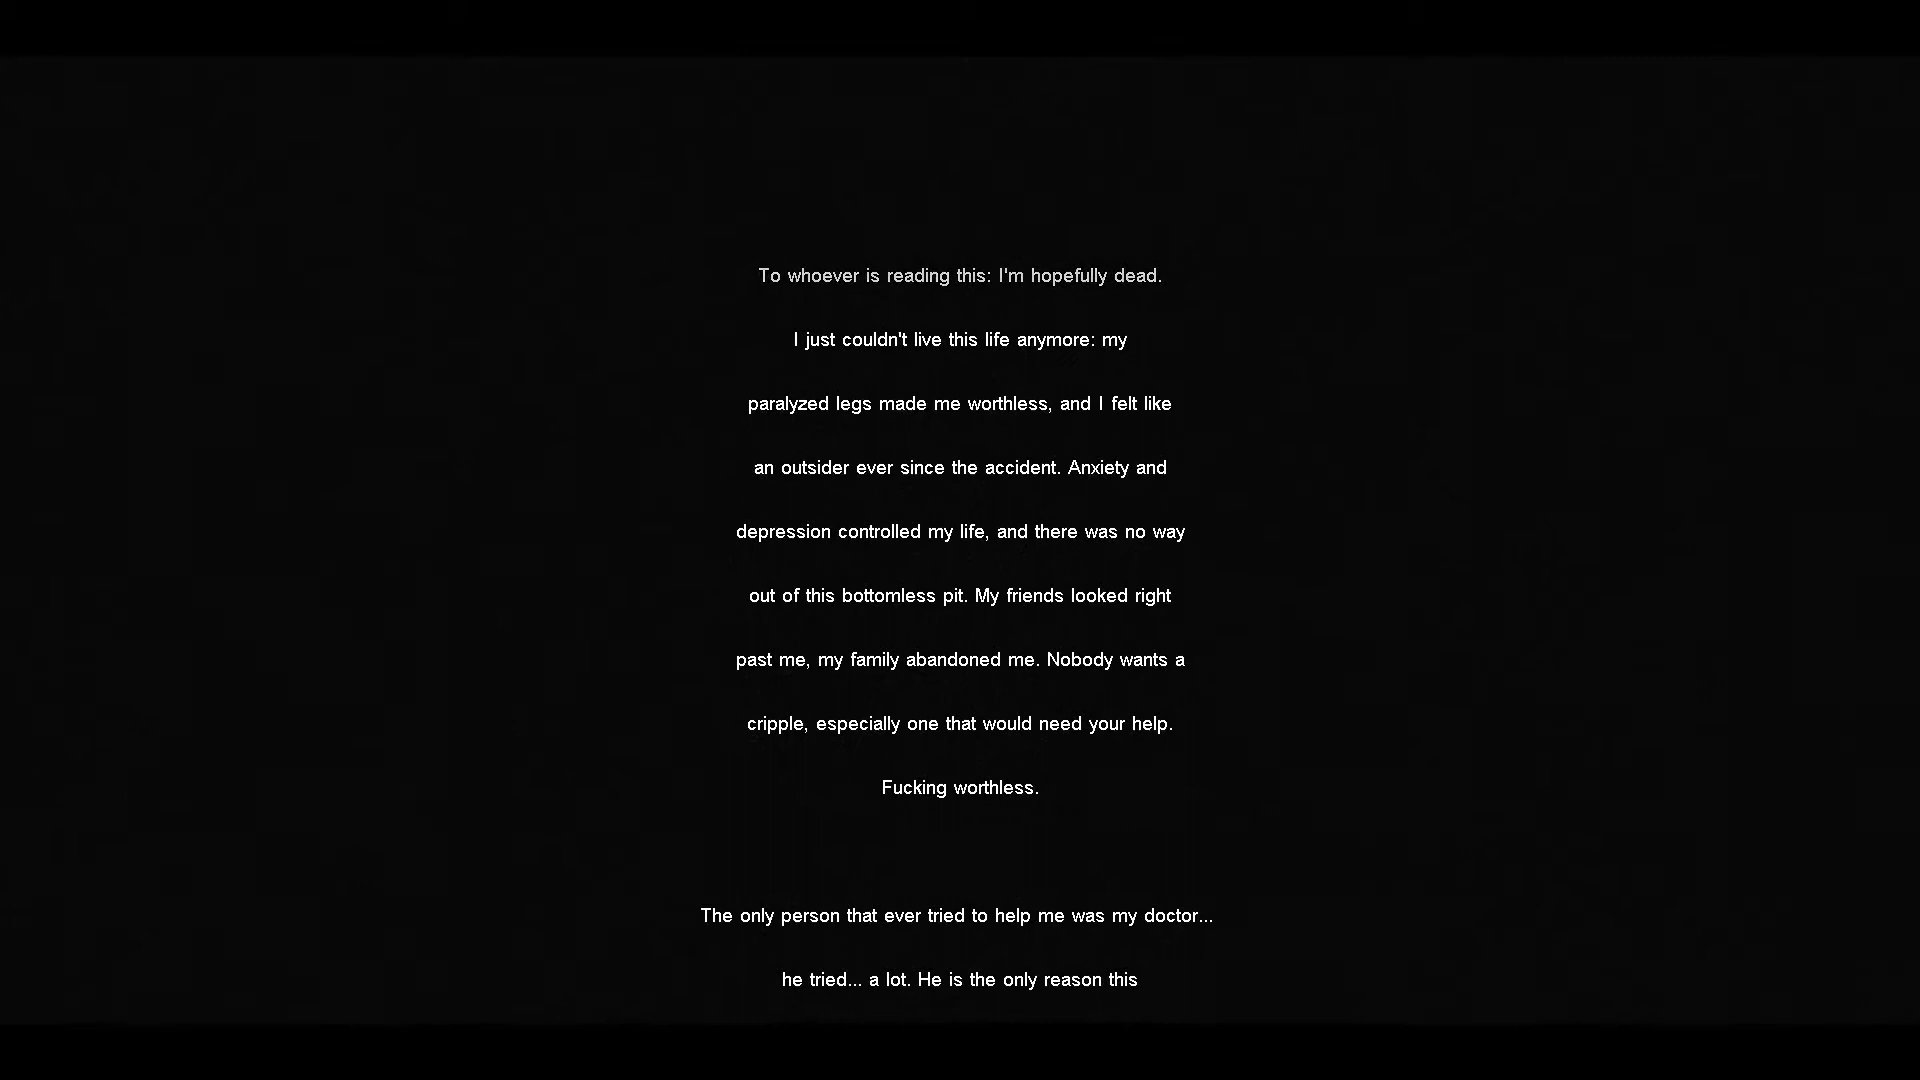 To whoever is reading this: I'm hopefully dead.
I just couldn't live this life anymore: my
paralyzed legs made me worthless, and I felt like
an outsider ever since the accident. Anxiety and
depression controlled my life, and there was no way
out of this bottomless pit. My friends looked right
past me, my family abandoned me. Nobody wants a
cripple, especially one that would need your help.
Fucking worthless.
The only person that ever tried to help me was my doctor...
he tried... a lot. He is the only reason this